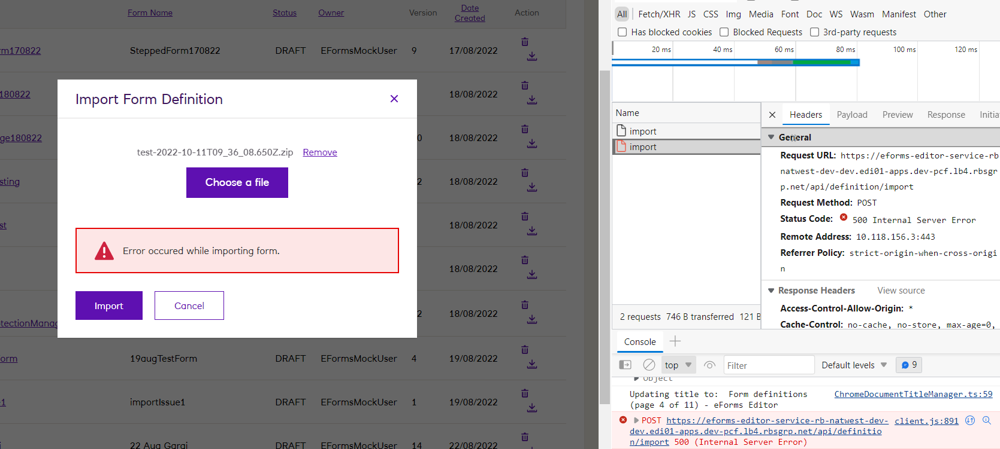 Form Name Status Owner Version Date Created Action
rm170822 SteppedForm170822 DRAFT EFormsMockUser 9 17/08/2022
180822 18/08/2022
ge180822 0 18/08/2022
sting 2 18/08/2022
st 18/08/2022
18/08/2022
2 18/08/2022
otectionManag
orm 19augTestForm DRAFT EFormsMockUser 4 19/08/2022
1 importIssue1 DRAFT EFormsMockUser 1 19/08/2022
22 Aug Gargi DRAFT EFormsMockUser 14 22/08/2022
Import Form Definition
test-2022-10-11T09_36_08.650Z.zip Remove
Choose a file
Error occured while importing form.
Import Cancel
All Fetch/XHR JS CSS Img Media Font Doc WS Wasm Manifest Other
Has blocked cookies Blocked Requests 3rd-party requests
20 ms 40 ms 60 ms 80 ms 100 ms 120 ms
Name
import
import
Headers Payload Preview Response Initia
General
Request URL: https://eforms-editor-service-rb
natwest-dev-dev.edi01-apps.dev-pcf.lb4.rbsgr
rp.net/api/definition/import
Request Method: POST
Status Code: 500 Internal Server Error
Remote Address: 10.118.156.3:443
Referrer Policy: strict-origin-when-cross-origi
n
Response Headers View source
Access-Control-Allow-Origin: *
Cache-Control: no-cache, no-store, max-age=0,
2 requests 746 B transferred 121 B
Console
top Filter Default levels 9
Object
Updating title to: Form definitions ChromeDocumentTitleManager.ts:59
(page 4 of 11) - eForms Editor
POST https://eforms-editor-service-rb-natwest-dev- client.js:891
dev.edi01-apps.dev-pcf.lb4.rbsgrp.net/api/definitio
n/import 500 (Internal Server Error)